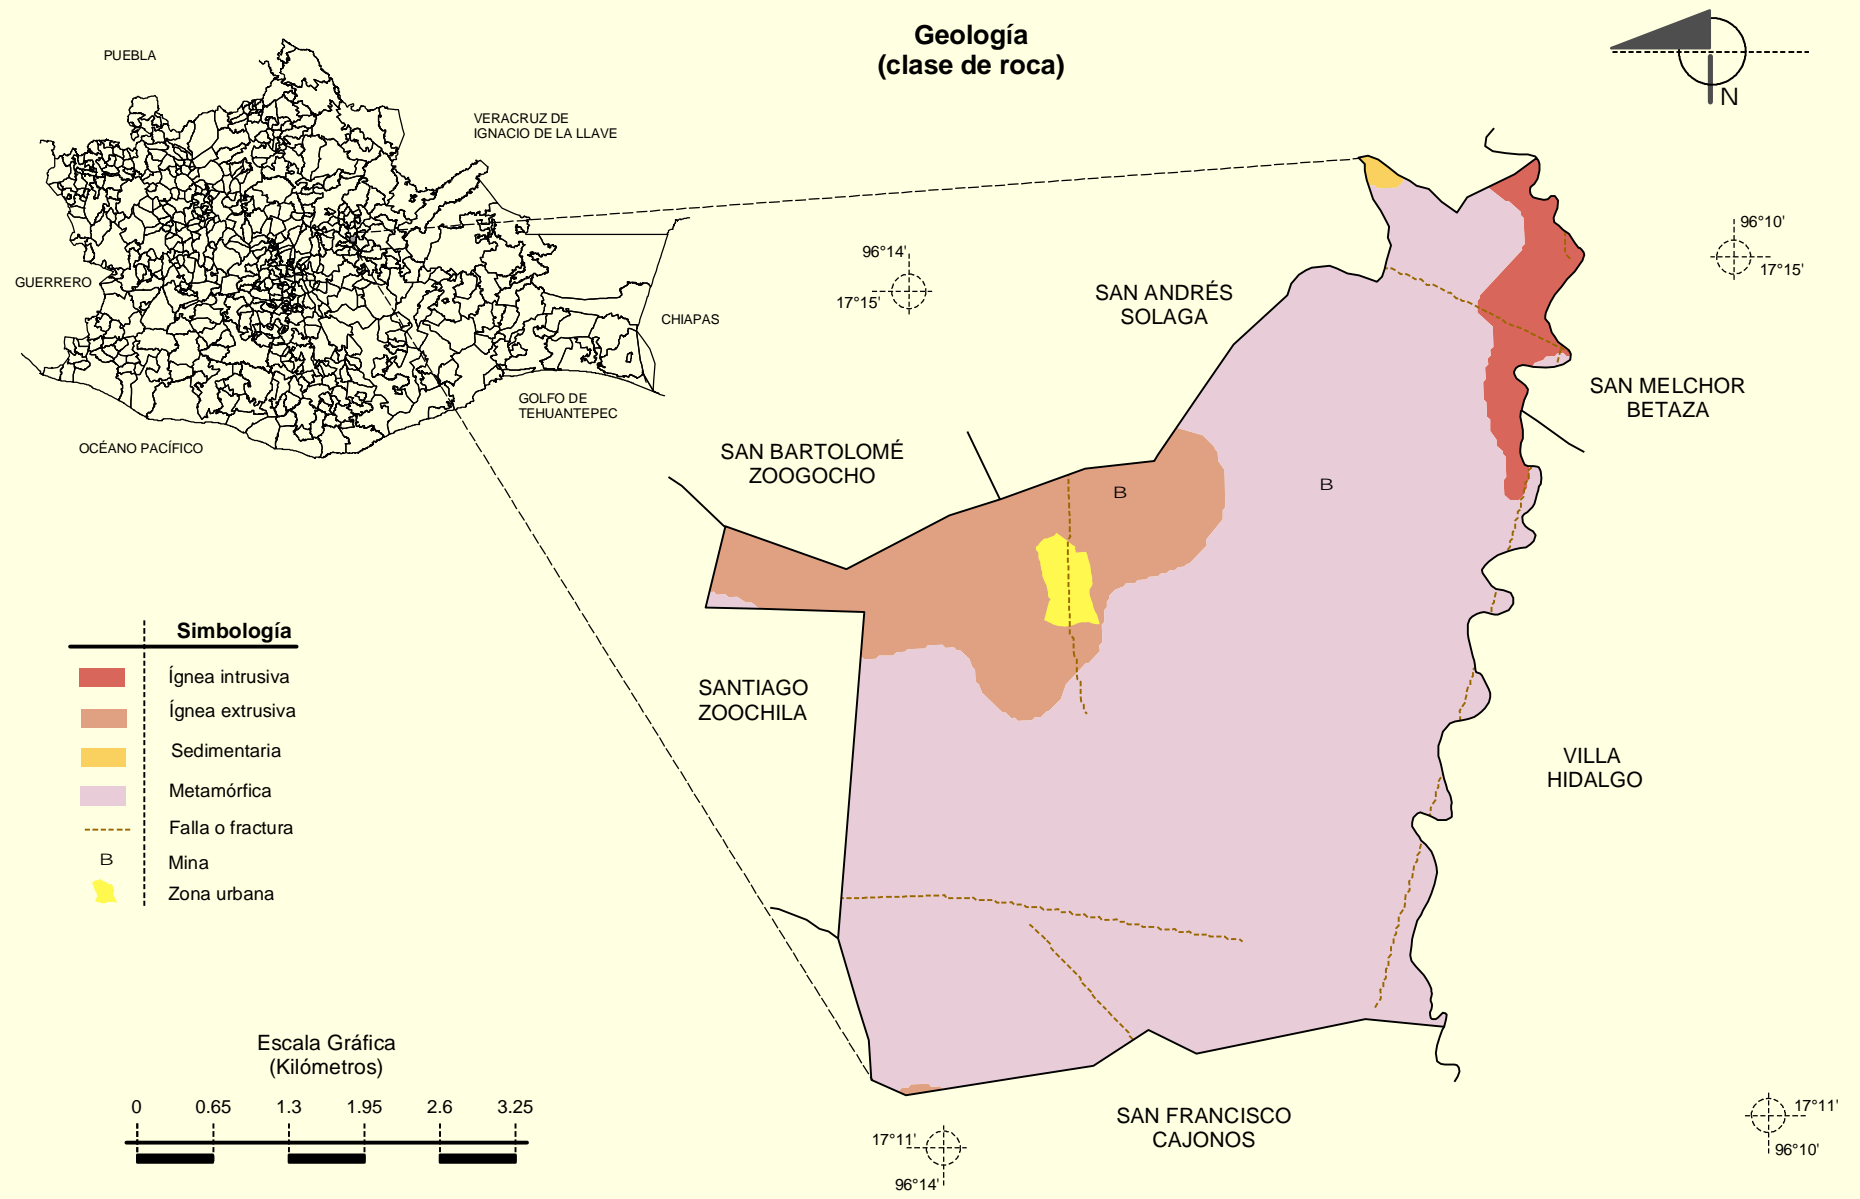 Geología
(clase de roca)
N
PUEBLA
VERACRUZ DE
IGNACIO DE LA LLAVE
GUERRERO
CHIAPAS
GOLFO DE
TEHUANTEPEC
OCÉANO PACÍFICO
96°14'
17°15'
96°10'
17°15'
SAN ANDRÉS
SOLAGA
SAN MELCHOR
BETAZA
SAN BARTOLOMÉ
ZOOGOCHO
B
B
SANTIAGO
ZOOCHILA
VILLA
HIDALGO
SAN FRANCISCO
CAJONOS
17°11'
96°14'
17°11'
96°10'
Simbología
Ígnea intrusiva
Ígnea extrusiva
Sedimentaria
Metamórfica
Falla o fractura
B Mina
Zona urbana
Escala Gráfica
(Kilómetros)
0 0.65 1.3 1.95 2.6 3.25